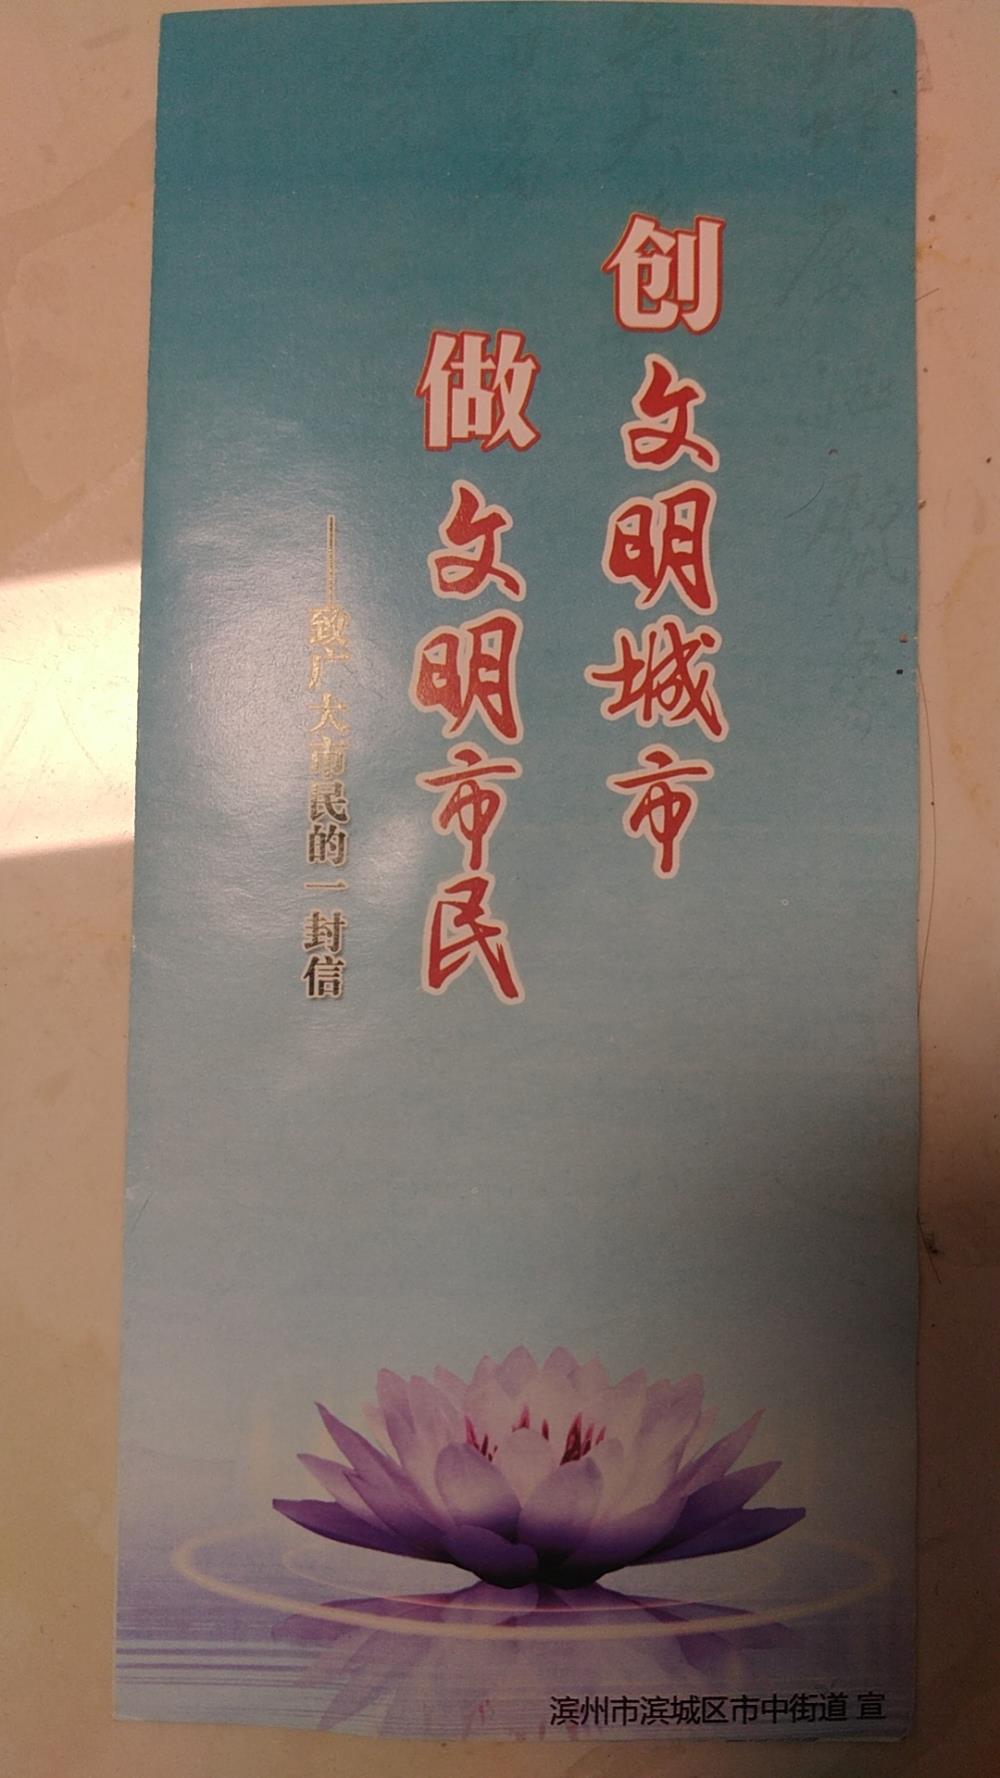 创文明城市
做文明市民
——致广大市民的一封信
滨州市滨城区市中街道 宣